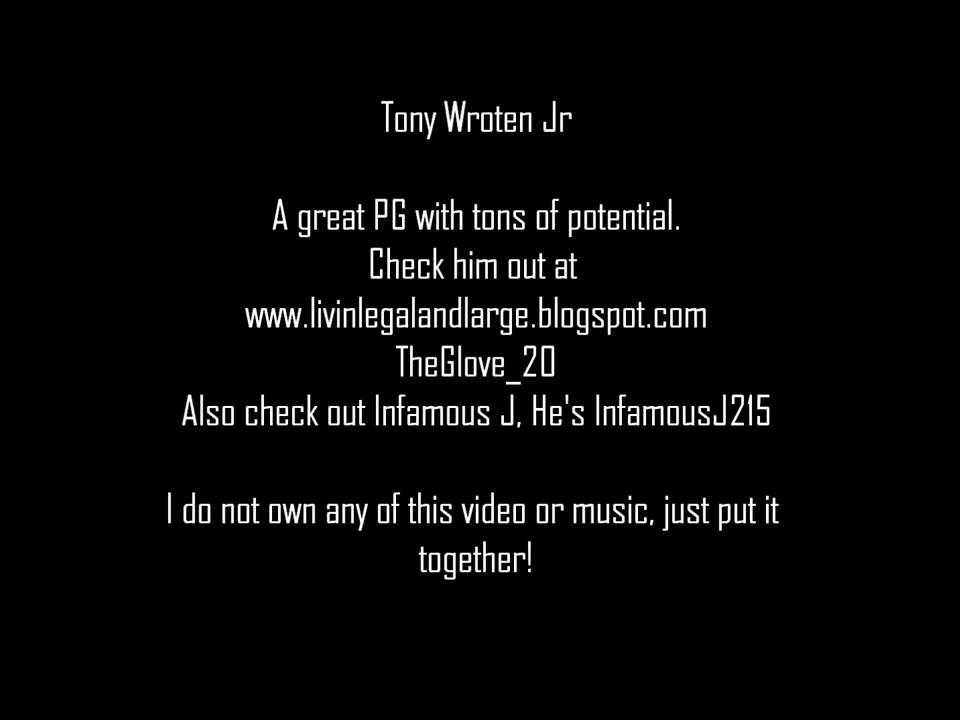 Tony Wroten Jr
A great PG with tons of potential.
Check him out at
www.livinlegalandlarge.blogspot.com
TheGlove_20
Also check out Infamous J, He's InfamousJ215
I do not own any of this video or music, just put it
together!